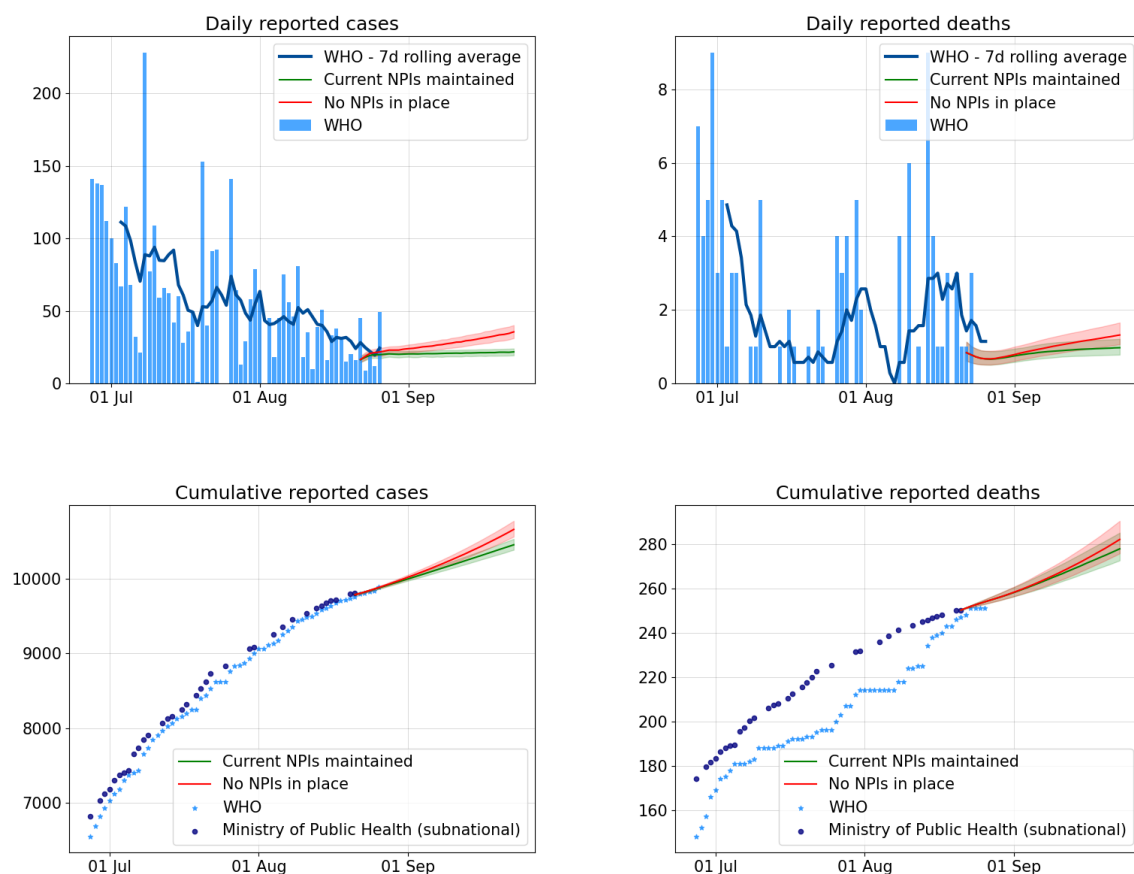 Daily reported cases
WHO - 7d rolling average
Current NPIs maintained
No NPIs in place
WHO
200
150
100
50
0
01 Jul
01 Aug
01 Sep
Daily reported deaths
WHO - 7d rolling average
Current NPIs maintained
No NPIs in place
WHO
8
6
4
2
0
01 Jul
01 Aug
01 Sep
Cumulative reported cases
10000
9000
8000
7000
Current NPIs maintained
No NPIs in place
WHO
Ministry of Public Health (subnational)
01 Jul
01 Aug
01 Sep
Cumulative reported deaths
280
260
240
220
200
180
160
Current NPIs maintained
No NPIs in place
WHO
Ministry of Public Health (subnational)
01 Jul
01 Aug
01 Sep